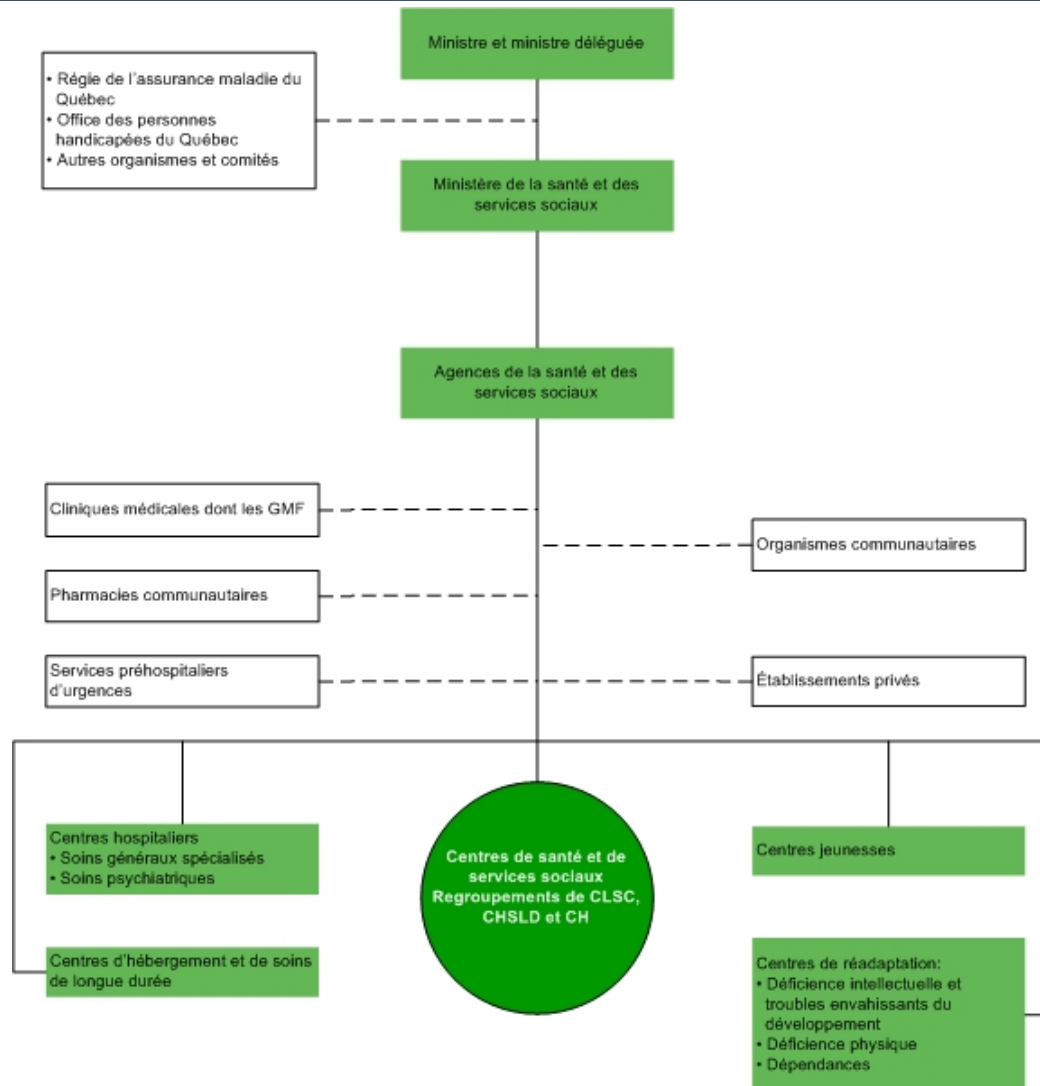 Ministre et ministre déléguée
• Régie de l'assurance maladie du
Québec
• Office des personnes
handicapées du Québec
• Autres organismes et comités
Ministère de la santé et des
services sociaux
Agences de la santé et des
services sociaux
Cliniques médicales dont les GMF
Organismes communautaires
Pharmacies communautaires
Services préhospitaliers
d'urgences
Établissements privés
Centres hospitaliers
• Soins généraux spécialisés
• Soins psychiatriques
Centres de santé et de
services sociaux
Regroupements de CLSC,
CHSLD et CH
Centres jeunesses
Centres d'hébergement et de soins
de longue durée
Centres de réadaptation:
• Déficience intellectuelle et
troubles envahissants du
développement
• Déficience physique
• Dépendances